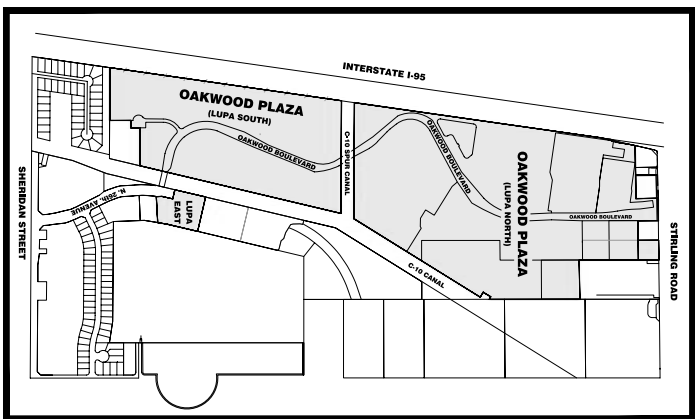 INTERSTATE I-95
OAKWOOD PLAZA
(LUPA SOUTH)
OAKWOOD BOULEVARD
C-10 SPUR CANAL
OAKWOOD BOULEVARD
OAKWOOD PLAZA
(LUPA NORTH)
OAKWOOD BOULEVARD
SHERIDAN STREET
N. 26th. AVENUE
LUPA
EAST
C-10 CANAL
STIRLING ROAD